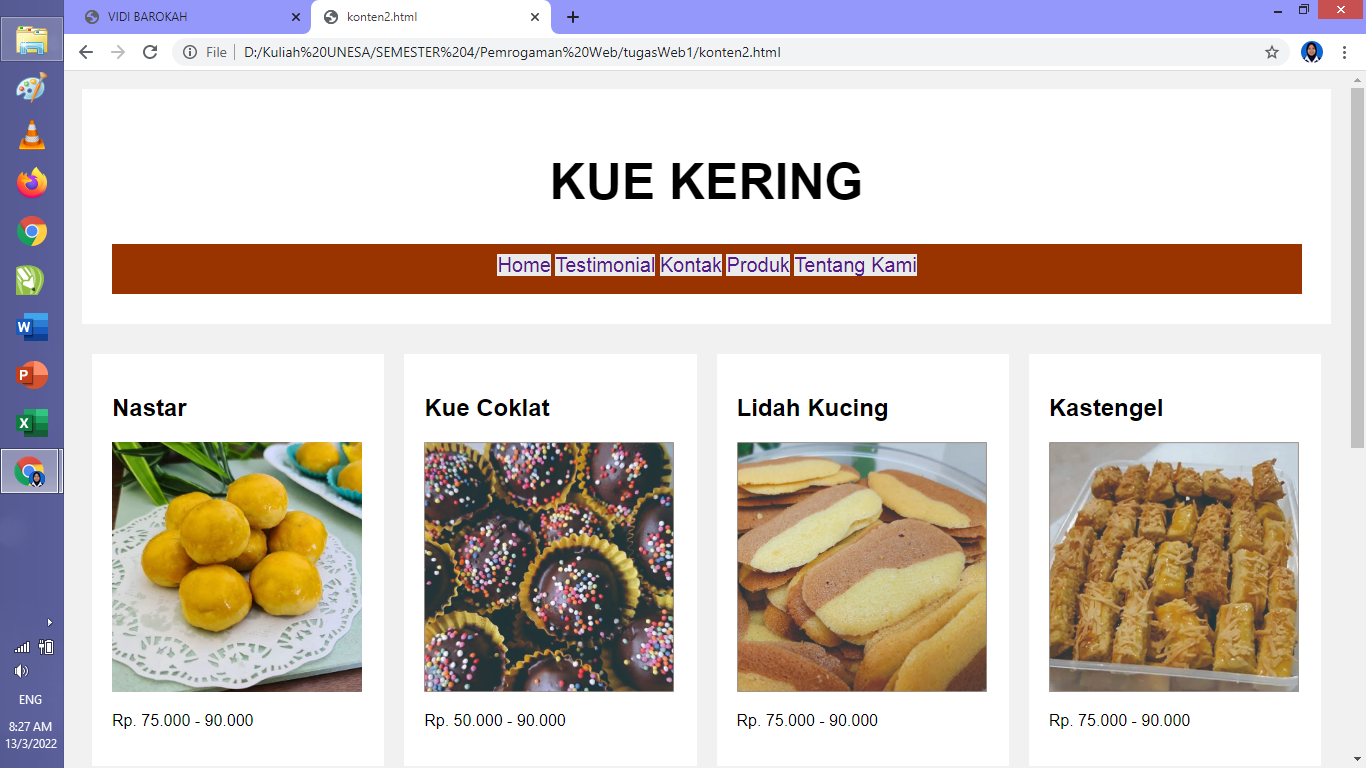 VIDI BAROKAH
konten2.html
File
D:/Kuliah%20UNESA/SEMESTER%204/Pemrogaman%20Web/tugasWeb1/konten2.html
KUE KERING
Home Testimonial Kontak Produk Tentang Kami
Nastar
Kue Coklat
Lidah Kucing
Kastengel
Rp. 75.000 - 90.000
Rp. 50.000 - 90.000
Rp. 75.000 - 90.000
Rp. 75.000 - 90.000
W
P
X
ENG
8:27 AM
13/3/2022